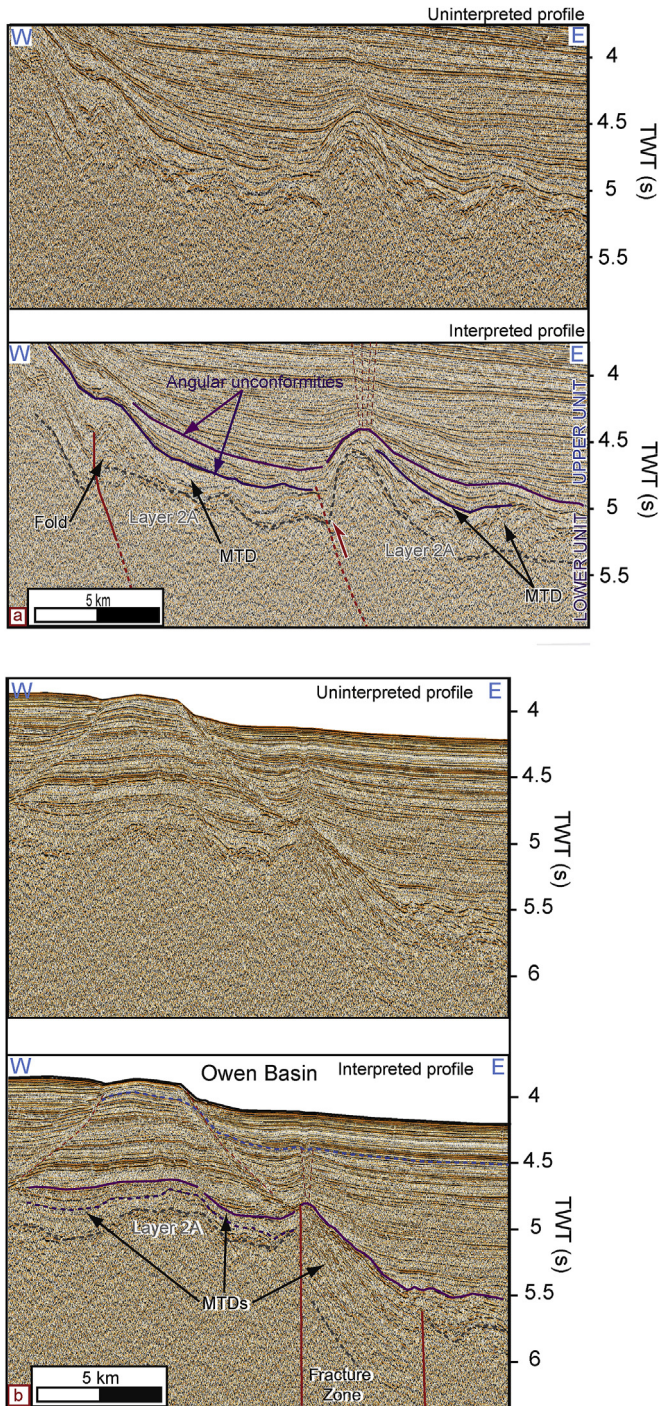 Uninterpreted profile
W
E
4
4.5
5
5.5
TWT (s)
Interpreted profile
W
E
Angular unconformities
4
4.5
5
5.5
TWT (s)
UPPER UNIT
LOWER UNIT
Fold
Layer 2A
MTD
Layer 2A
MTD
5 km
a
W
Uninterpreted profile
E
4
4.5
5
5.5
6
TWT (s)
W
Owen Basin
Interpreted profile
E
4
4.5
5
5.5
6
TWT (s)
Layer 2A
MTDs
Fracture
Zone
5 km
b